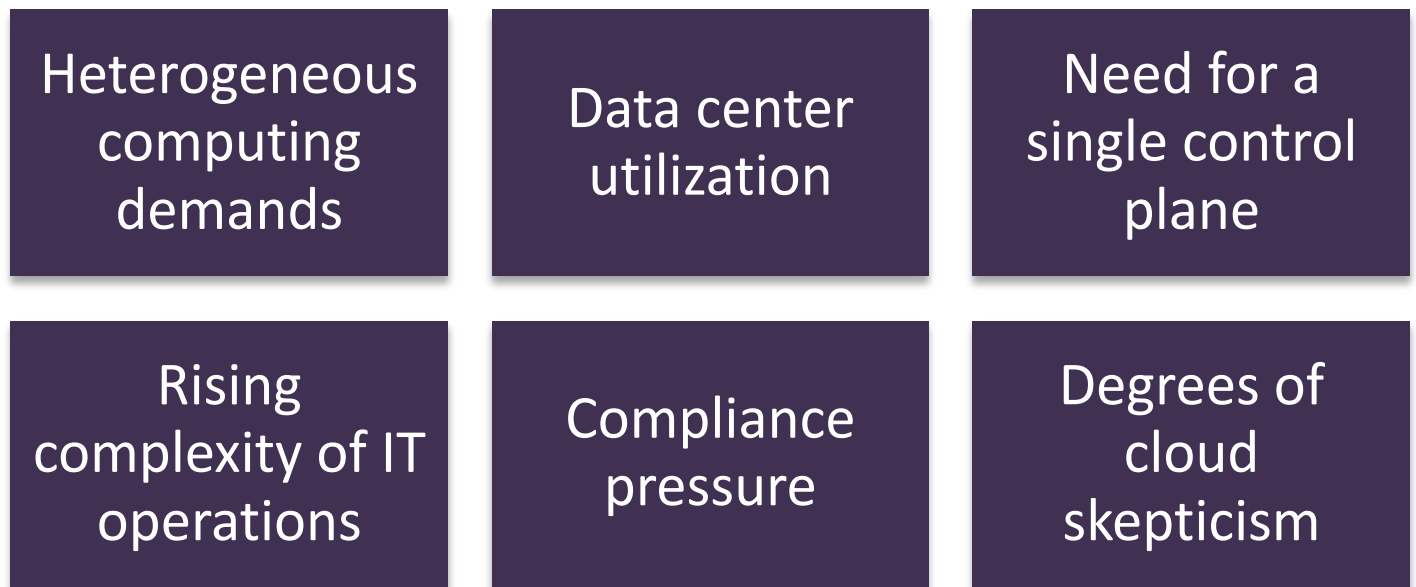 Heterogeneous
computing
demands
Data center
utilization
Need for a
single control
plane
Rising
complexity of IT
operations
Compliance
pressure
Degrees of
cloud
skepticism